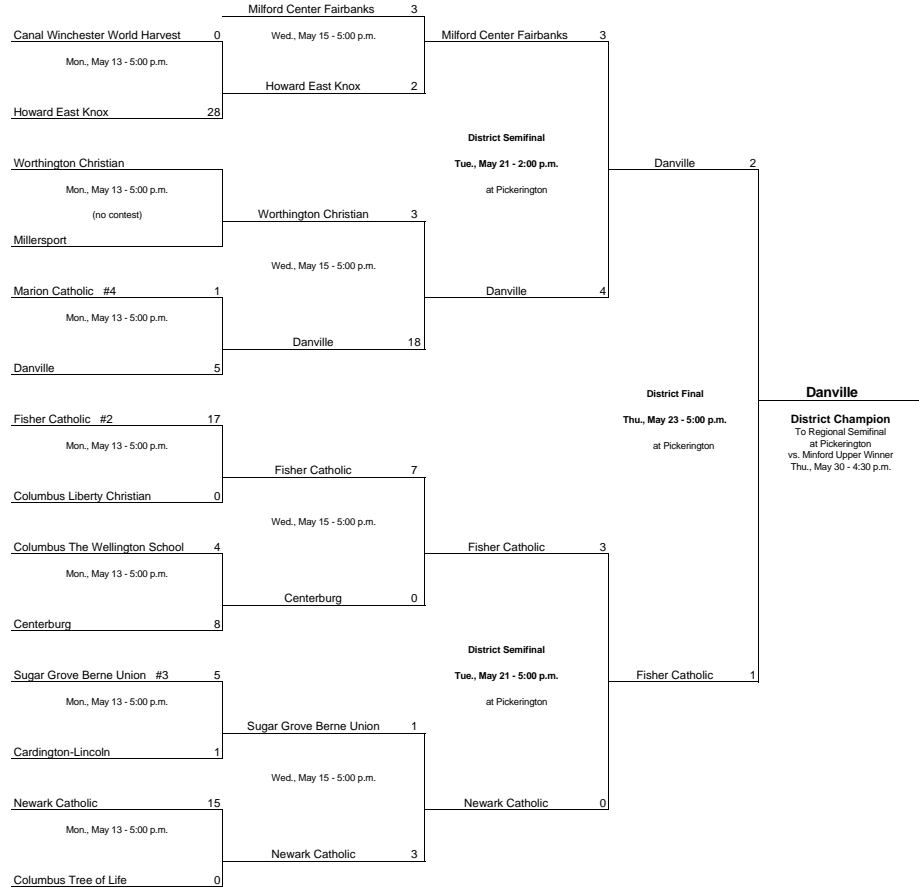 Milford Center Fairbanks 3
Canal Winchester World Harvest 0
Wed., May 15 - 5:00 p.m.
Milford Center Fairbanks 3
Mon., May 13 - 5:00 p.m.
Howard East Knox 2
Howard East Knox 28
District Semifinal
Worthington Christian
Tue., May 21 - 2:00 p.m.
Danville 2
Mon., May 13 - 5:00 p.m.
at Pickerington
(no contest)
Worthington Christian 3
Millersport
Wed., May 15 - 5:00 p.m.
Marion Catholic #4 1
Danville 4
Mon., May 13 - 5:00 p.m.
Danville 18
Danville 5
District Final
Danville
Fisher Catholic #2 17
Thu., May 23 - 5:00 p.m.
District Champion
To Regional Semifinal
Mon., May 13 - 5:00 p.m.
at Pickerington
at Pickerington
vs. Minford Upper Winner
Thu., May 30 - 4:30 p.m.
Fisher Catholic 7
Columbus Liberty Christian 0
Wed., May 15 - 5:00 p.m.
Columbus The Wellington School 4
Fisher Catholic 3
Mon., May 13 - 5:00 p.m.
Centerburg 0
Centerburg 8
District Semifinal
Sugar Grove Berne Union #3 5
Tue., May 21 - 5:00 p.m.
Fisher Catholic 1
Mon., May 13 - 5:00 p.m.
at Pickerington
Sugar Grove Berne Union 1
Cardington-Lincoln 1
Wed., May 15 - 5:00 p.m.
Newark Catholic 15
Newark Catholic 0
Mon., May 13 - 5:00 p.m.
Newark Catholic 3
Columbus Tree of Life 0